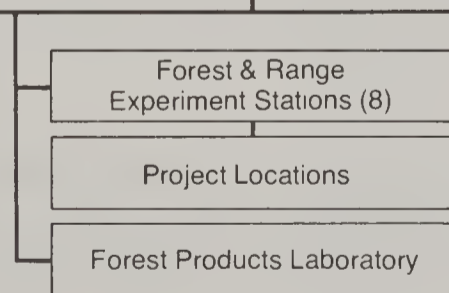 Forest & Range
Experiment Stations (8)
Project Locations
Forest Products Laboratory